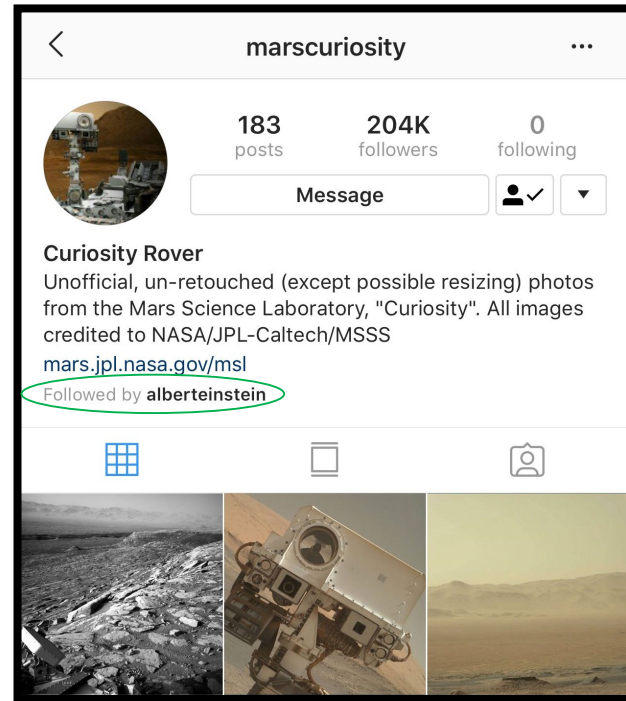 marscuriosity
183 204K 0
posts followers following
Message
Curiosity Rover
Unofficial, un-retouched (except possible resizing) photos
from the Mars Science Laboratory, "Curiosity". All images
credited to NASA/JPL-Caltech/MSSS
mars.jpl.nasa.gov/msl
Followed by alberteinstein